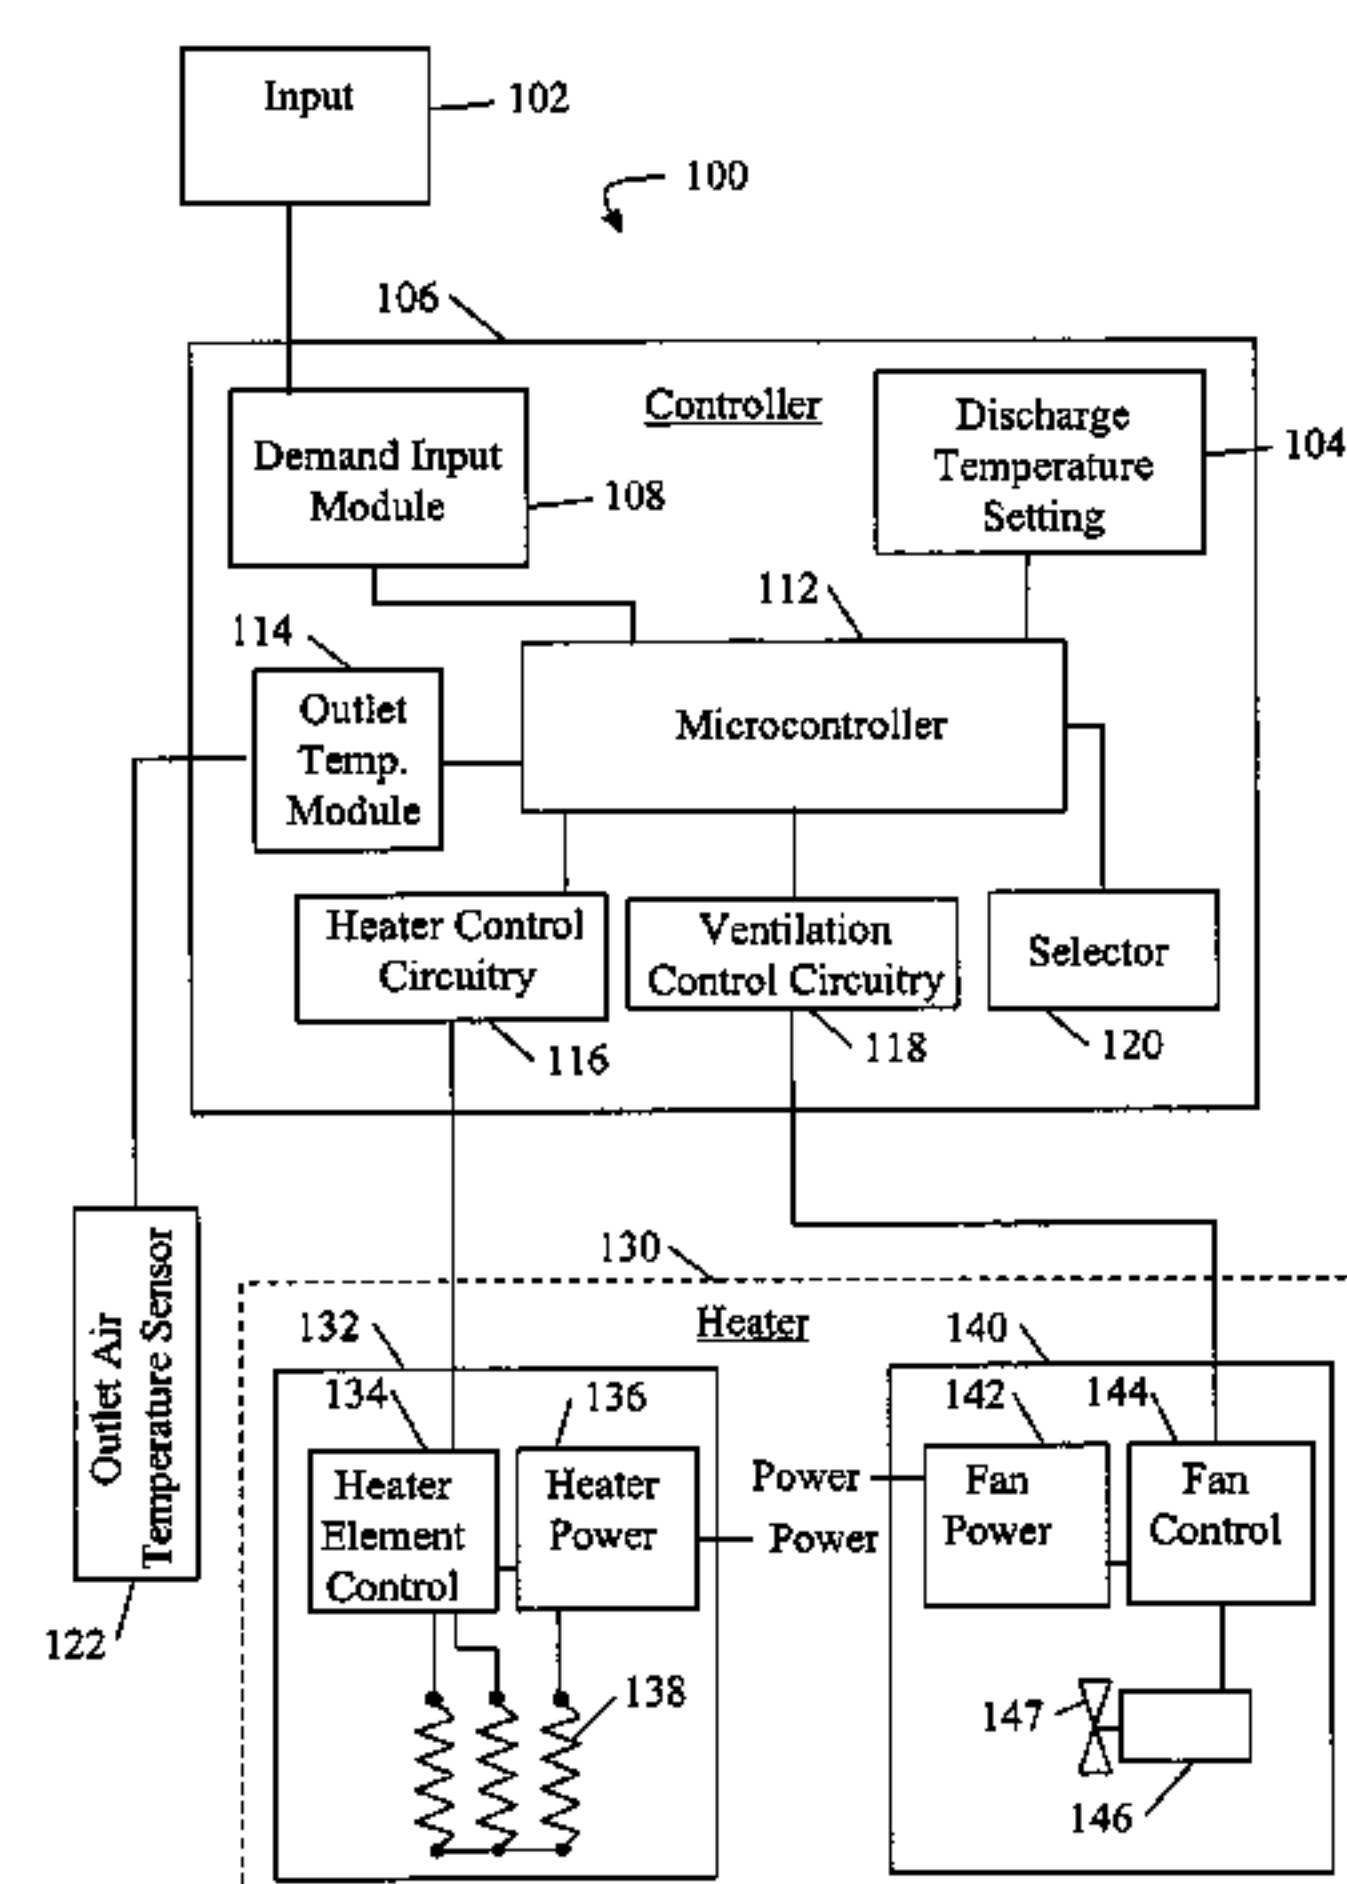 Input
102
100
106
Controller
Demand Input
Module
108
Discharge
Temperature
Setting
104
112
114
Outlet
Temp.
Module
Microcontroller
Heater Control
Circuitry
116
Ventilation
Control Circuitry
118
Selector
120
Outlet Air
Temperature Sensor
122
130
Heater
132
134
136
Heater
Element
Control
Heater
Power
Power
Power
138
140
142
144
Fan
Power
Fan
Control
147
146